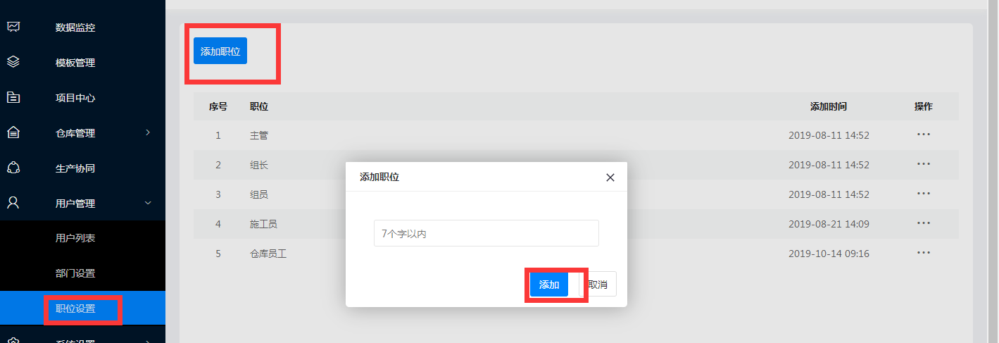 数据监控
模板管理
项目中心
仓库管理
生产协同
用户管理
用户列表
部门设置
职位设置
系统设置
添加职位
序号 职位 添加时间 操作
1 主管 2019-08-11 14:52 ···
2 组长 2019-08-11 14:52 ···
3 组员 2019-08-11 14:52 ···
4 施工员 2019-08-21 14:09 ···
5 仓库员工 2019-10-14 09:16 ···
添加职位
7个字以内
添加 取消